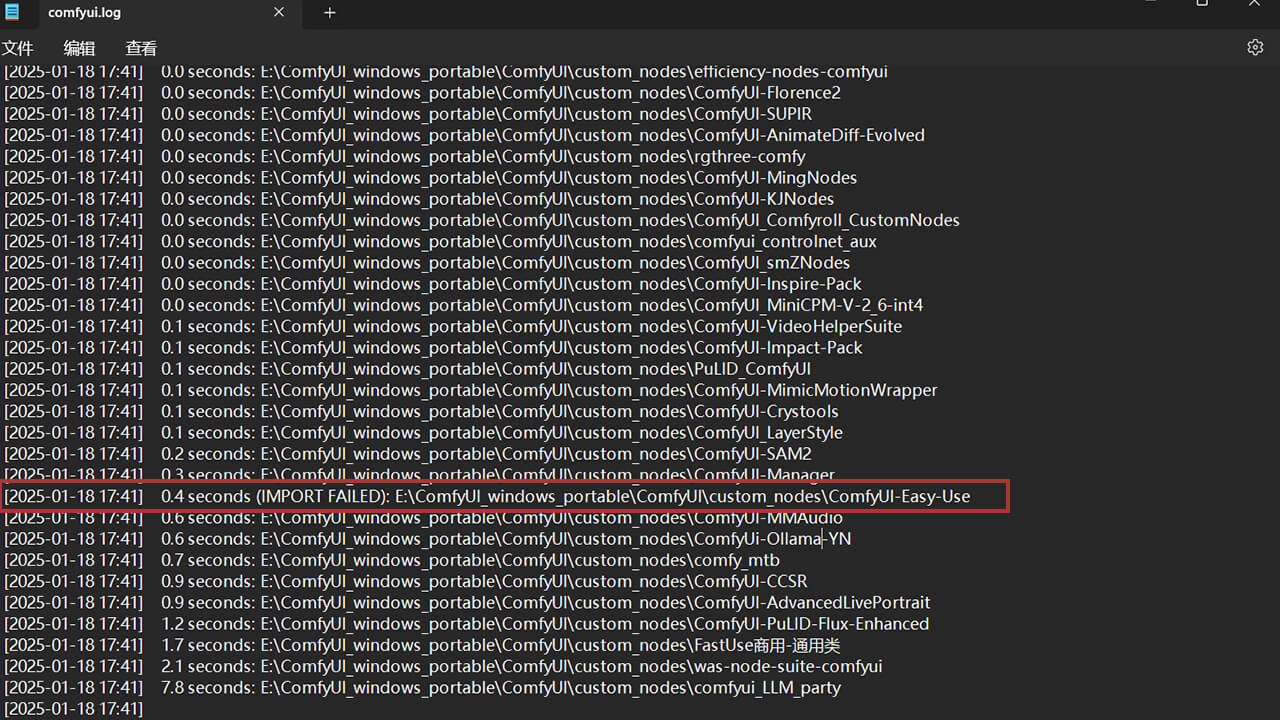 comfyui.log
文件 编辑 查看
[2025-01-18 17:41] 0.0 seconds: E:\ComfyUI_windows_portable\ComfyUI\custom_nodes\efficiency-nodes-comfyui
[2025-01-18 17:41] 0.0 seconds: E:\ComfyUI_windows_portable\ComfyUI\custom_nodes\ComfyUI-Florence2
[2025-01-18 17:41] 0.0 seconds: E:\ComfyUI_windows_portable\ComfyUI\custom_nodes\ComfyUI-SUPIR
[2025-01-18 17:41] 0.0 seconds: E:\ComfyUI_windows_portable\ComfyUI\custom_nodes\ComfyUI-AnimateDiff-Evolved
[2025-01-18 17:41] 0.0 seconds: E:\ComfyUI_windows_portable\ComfyUI\custom_nodes\rgthree-comfy
[2025-01-18 17:41] 0.0 seconds: E:\ComfyUI_windows_portable\ComfyUI\custom_nodes\ComfyUI-MingNodes
[2025-01-18 17:41] 0.0 seconds: E:\ComfyUI_windows_portable\ComfyUI\custom_nodes\ComfyUI-KJNodes
[2025-01-18 17:41] 0.0 seconds: E:\ComfyUI_windows_portable\ComfyUI\custom_nodes\ComfyUI_Comfyroll_CustomNodes
[2025-01-18 17:41] 0.0 seconds: E:\ComfyUI_windows_portable\ComfyUI\custom_nodes\comfyui_controlnet_aux
[2025-01-18 17:41] 0.0 seconds: E:\ComfyUI_windows_portable\ComfyUI\custom_nodes\ComfyUI_smZNodes
[2025-01-18 17:41] 0.0 seconds: E:\ComfyUI_windows_portable\ComfyUI\custom_nodes\ComfyUI-Inspire-Pack
[2025-01-18 17:41] 0.0 seconds: E:\ComfyUI_windows_portable\ComfyUI\custom_nodes\ComfyUI_MiniCPM-V-2_6-int4
[2025-01-18 17:41] 0.1 seconds: E:\ComfyUI_windows_portable\ComfyUI\custom_nodes\ComfyUI-VideoHelperSuite
[2025-01-18 17:41] 0.1 seconds: E:\ComfyUI_windows_portable\ComfyUI\custom_nodes\ComfyUI-Impact-Pack
[2025-01-18 17:41] 0.1 seconds: E:\ComfyUI_windows_portable\ComfyUI\custom_nodes\PuLID_ComfyUI
[2025-01-18 17:41] 0.1 seconds: E:\ComfyUI_windows_portable\ComfyUI\custom_nodes\ComfyUI-MimicMotionWrapper
[2025-01-18 17:41] 0.1 seconds: E:\ComfyUI_windows_portable\ComfyUI\custom_nodes\ComfyUI-Crystools
[2025-01-18 17:41] 0.1 seconds: E:\ComfyUI_windows_portable\ComfyUI\custom_nodes\ComfyUI_LayerStyle
[2025-01-18 17:41] 0.2 seconds: E:\ComfyUI_windows_portable\ComfyUI\custom_nodes\ComfyUI-SAM2
[2025-01-18 17:41] 0.3 seconds: E:\ComfyUI_windows_portable\ComfyUI\custom_nodes\ComfyUI-Manager
[2025-01-18 17:41] 0.4 seconds (IMPORT FAILED): E:\ComfyUI_windows_portable\ComfyUI\custom_nodes\ComfyUI-Easy-Use
[2025-01-18 17:41] 0.6 seconds: E:\ComfyUI_windows_portable\ComfyUI\custom_nodes\ComfyUI-MMAudio
[2025-01-18 17:41] 0.6 seconds: E:\ComfyUI_windows_portable\ComfyUI\custom_nodes\ComfyUi-Ollama-YN
[2025-01-18 17:41] 0.7 seconds: E:\ComfyUI_windows_portable\ComfyUI\custom_nodes\comfy_mtb
[2025-01-18 17:41] 0.9 seconds: E:\ComfyUI_windows_portable\ComfyUI\custom_nodes\ComfyUI-CCSR
[2025-01-18 17:41] 0.9 seconds: E:\ComfyUI_windows_portable\ComfyUI\custom_nodes\ComfyUI-AdvancedLivePortrait
[2025-01-18 17:41] 1.2 seconds: E:\ComfyUI_windows_portable\ComfyUI\custom_nodes\ComfyUI-PuLID-Flux-Enhanced
[2025-01-18 17:41] 1.7 seconds: E:\ComfyUI_windows_portable\ComfyUI\custom_nodes\FastUse商用-通用类
[2025-01-18 17:41] 2.1 seconds: E:\ComfyUI_windows_portable\ComfyUI\custom_nodes\was-node-suite-comfyui
[2025-01-18 17:41] 7.8 seconds: E:\ComfyUI_windows_portable\ComfyUI\custom_nodes\comfyui_LLM_party
[2025-01-18 17:41]